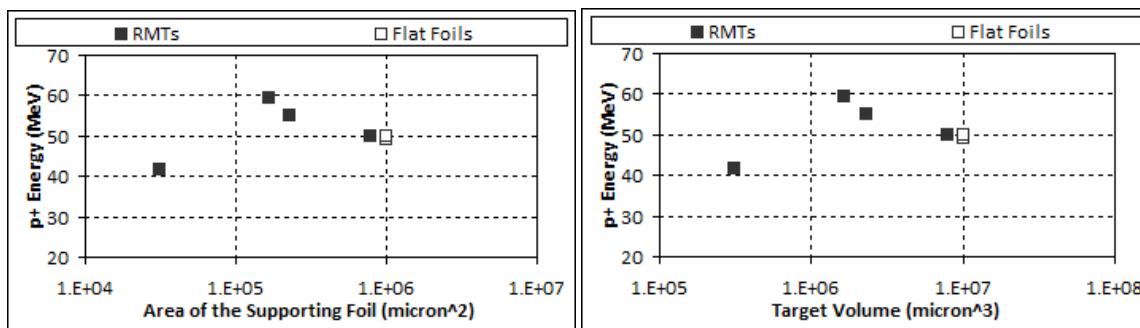 RMTs Flat Foils
70
60
50
40
30
20
p+ Energy (MeV)
1.E+04 1.E+05 1.E+06 1.E+07
Area of the Supporting Foil (micron^2)
RMTs Flat Foils
70
60
50
40
30
20
p+ Energy (MeV)
1.E+05 1.E+06 1.E+07 1.E+08
Target Volume (micron^3)